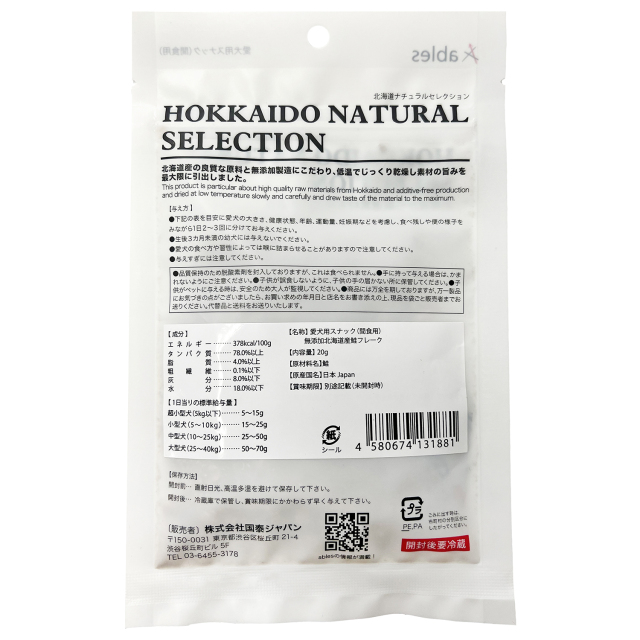 ables
愛犬用スナック(間食用)
北海道ナチュラルセレクション
HOKKAIDO NATURAL
SELECTION
北海道産の良質な原料と無添加製造にこだわり、低温でじっくり乾燥し素材の旨みを
最大限に引出しました。
This product is particular about high quality raw materials from Hokkaido and additive-free production
and dried at low temperature slowly and carefully and drew taste of the material to the maximum.
【与え方】
●下記の表を目安に愛犬の大きさ、健康状態、年齢、運動量、妊娠期などを考慮し、食べ残しや便の様子を
みながら1日2〜3回に分けてお与えください。
●生後3カ月未満の幼犬には与えないでください。
●愛犬の食べ方や習性によっては喉に詰まらせることがありますので注意してください。
●与えすぎには注意してください。
●品質保持のため脱酸素剤を封入しておりますが、これは食べられません。●手に持って与える場合は、かま
れないようにご注意ください。●子供が誤食しないように、子供の手の届かない所に保管してください。●子
供がペットに与える時は、安全のため大人が監視してください。●商品には万全を期しておりますが、万一製品
にお気づきの点がございましたら、お買い求めの年月日と店名をお書き添えの上、現品を袋ごと販売者までお
送りください。代替品と送料をお送りいたします。
【成分】
エネルギー 378kcal/100g
タンパク質 78.0%以上
脂質 4.0%以上
粗繊維 0.1%以下
灰分 8.0%以下
水分 18.0%以下
【名称】愛犬用スナック(間食用)
無添加北海道産鮭フレーク
【内容量】20g
【原材料名】鮭
【原産国名】日本 Japan
【賞味期限】別途記載(未開封時)
【1日当りの標準給与量】
超小型犬(5kg以下)……… 5〜15g
小型犬(5〜10kg)……… 15〜25g
中型犬(10〜25kg)……… 25〜50g
大型犬(25〜40kg)……… 50〜70g
紙
シール
4 580674 131881
【保存方法】
開封前… 直射日光、高温多湿を避けて保存して下さい。
開封後… 冷蔵庫で保管し、賞味期限にかかわらず早く与えて下さい。
(販売者) 株式会社国泰ジャパン
〒150-0031 東京都渋谷区桜丘町 21-4
渋谷桜丘町ビル 5F
TEL 03-6455-3178
ablesの情報が満載!
プラ
PE,PA
開封後要冷蔵